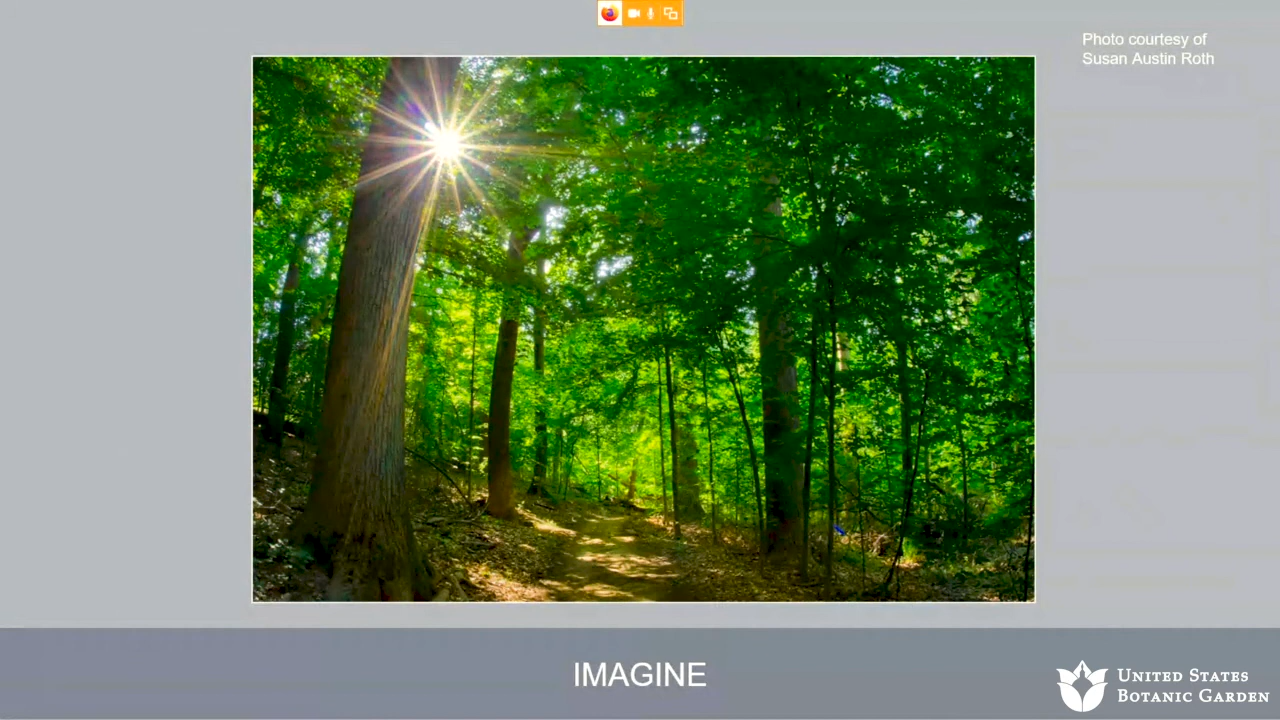 Photo courtesy of
Susan Austin Roth
IMAGINE
UNITED STATES
BOTANIC GARDEN